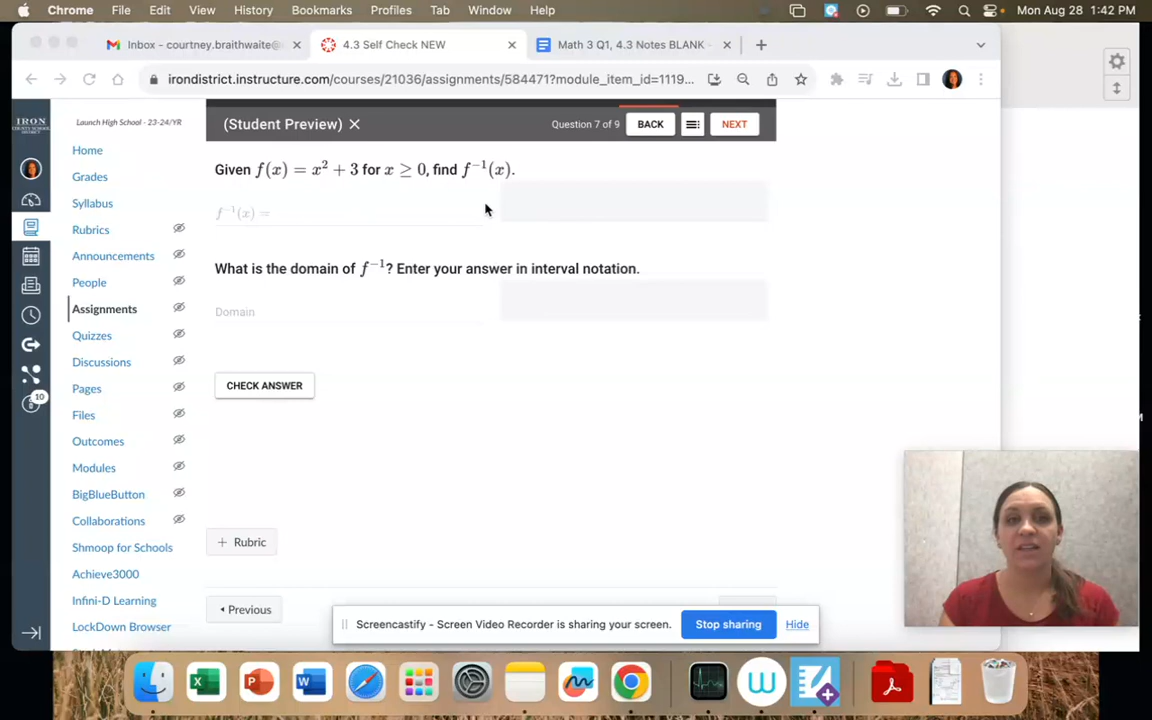 Chrome File Edit View History Bookmarks Profiles Tab Window Help Mon Aug 28 1:42 PM
Inbox - courtney.braithwaite@ 4.3 Self Check NEW Math 3 Q1, 4.3 Notes BLANK -
irondistrict.instructure.com/courses/21036/assignments/584471?module_item_id=1119...
IRON
Launch High School - 23-24/YR
(Student Preview) Question 7 of 9 BACK NEXT
Home
Grades
Syllabus
Rubrics
Announcements
People
Assignments
Quizzes
Discussions
Pages
Files
Outcomes
Modules
BigBlueButton
Collaborations
Shmoop for Schools
Achieve3000
Infini-D Learning
LockDown Browser
10
Given f(x) = x² + 3 for x ≥ 0, find f⁻¹(x).
f⁻¹(x) =
What is the domain of f⁻¹? Enter your answer in interval notation.
Domain
CHECK ANSWER
+ Rubric
Previous
Screencastify - Screen Video Recorder is sharing your screen. Stop sharing Hide